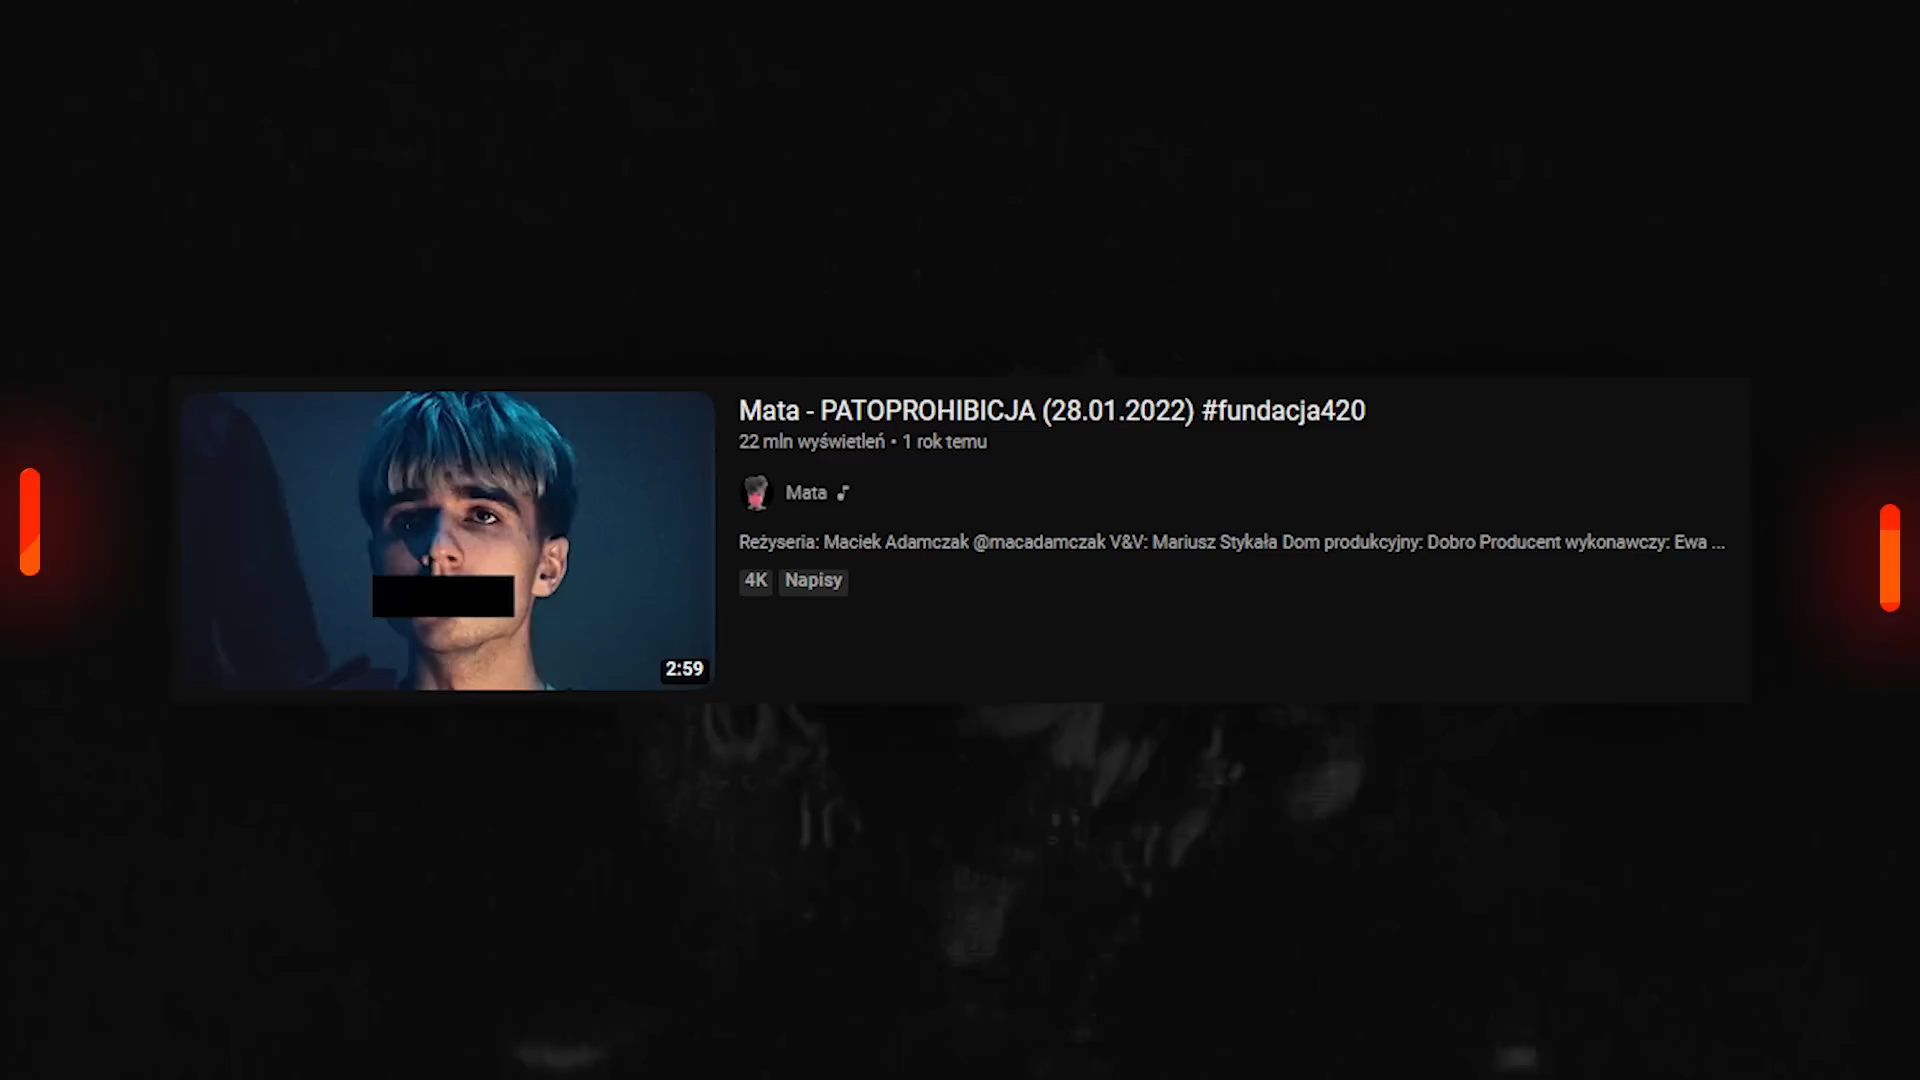 Mata - PATOPROHIBICJA (28.01.2022) #fundacja420
22 mln wyświetleń • 1 rok temu
Mata
Reżyseria: Maciek Adamczak @macadamczak V&V: Mariusz Stykała Dom produkcyjny: Dobro Producent wykonawczy: Ewa ...
4K Napisy
2:59